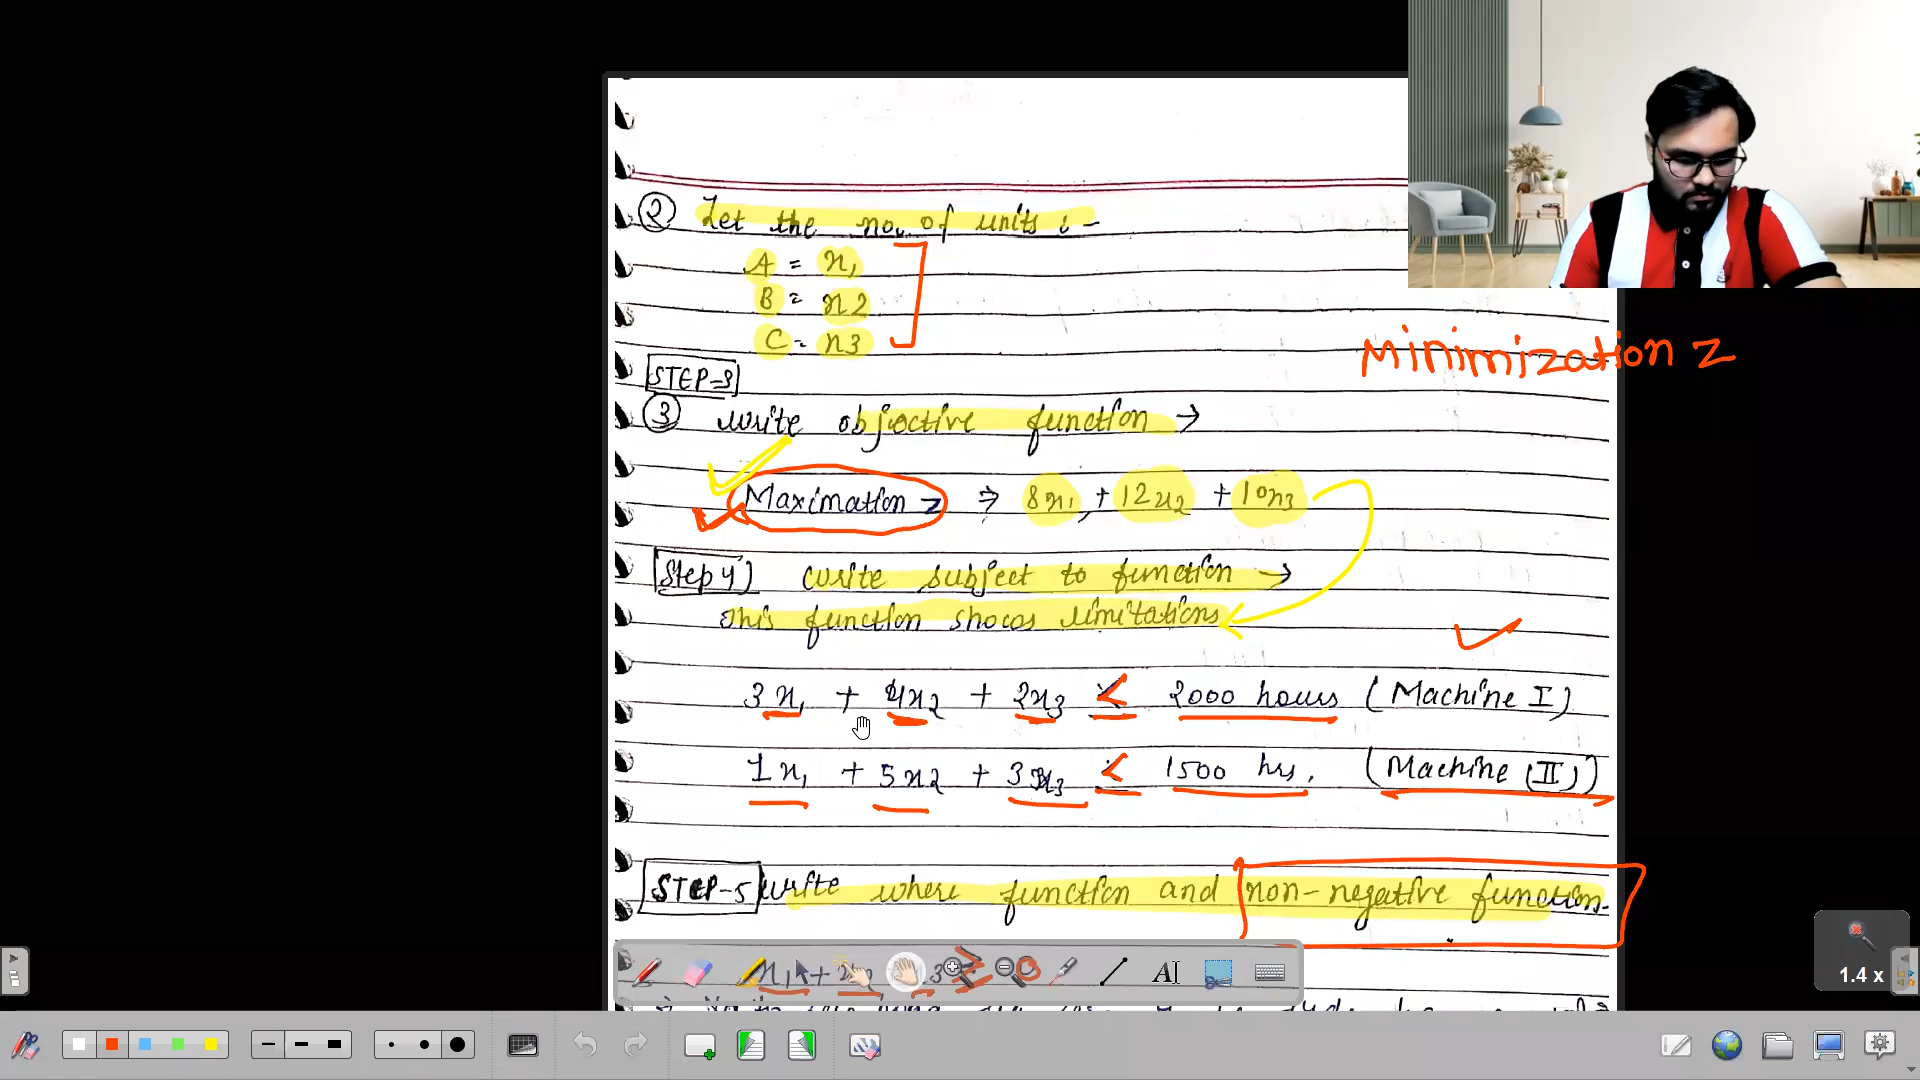 ② Let the no. of units :-
A = x1
B = x2
C = x3
Minimization Z
STEP-3
③ write objective function →
Maximation Z ⇒ 8x1 + 12x2 + 10x3
Step 4 write subject to function →
This function shows limitations
3x1 + 4x2 + 2x3 ≤ 2000 hours (Machine I)
1x1 + 5x2 + 3x3 ≤ 1500 hrs. (Machine (II))
STEP-5 write where function and non-negative function.
1.4 x